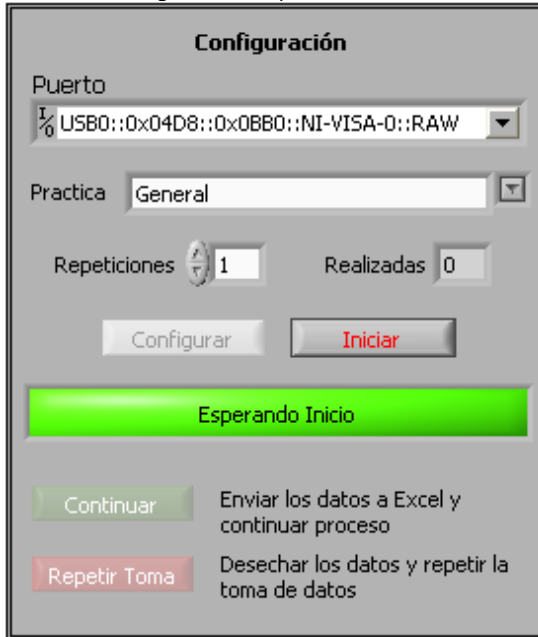 Configuración
Puerto
I/O USB0::0x04D8::0x0BB0::NI-VISA-0::RAW
Practica General
Repeticiones 1 Realizadas 0
Configurar Iniciar
Esperando Inicio
Continuar Enviar los datos a Excel y
continuar proceso
Repetir Toma Desechar los datos y repetir la
toma de datos